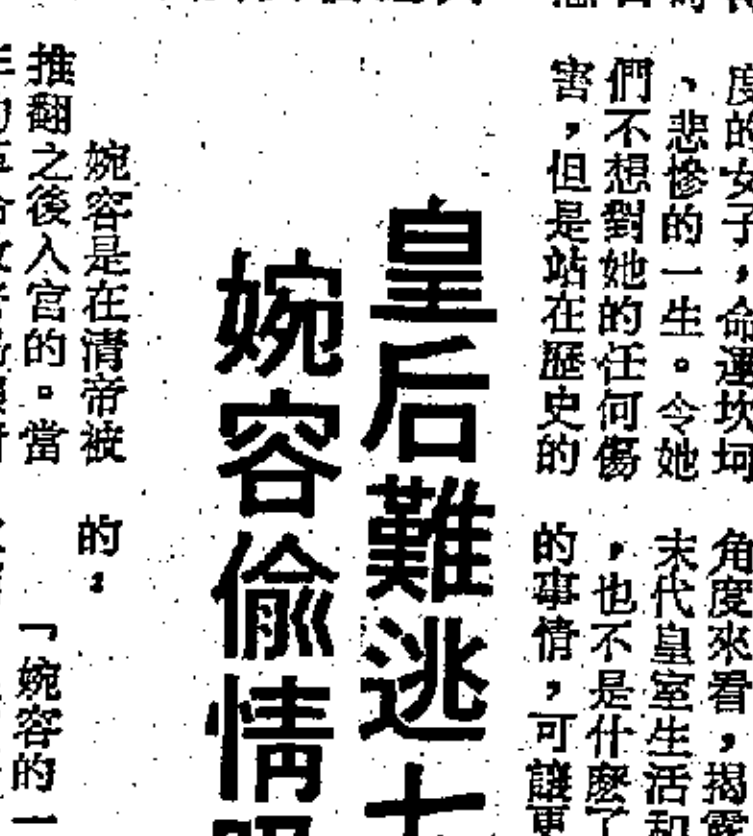 度的女子，命運坎坷
、悲慘的一生。令她
們不想對她的任何傷
害，但是站在歷史的
角度來看，揭露
末代皇室生活和
，也不是什麼了
的事情，可讓更
皇后難逃七
婉容偷情
婉容是在清帝被
推翻之後入宮的。當
的：
「婉容的一